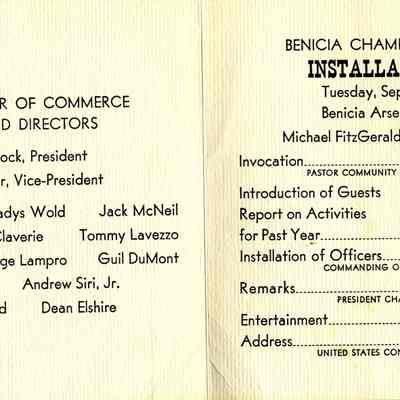 R OF COMMERCE
D DIRECTORS
ock, President
r, Vice-President
adys Wold Jack McNeil
Claverie Tommy Lavezzo
ge Lampro Guil DuMont
Andrew Siri, Jr.
d Dean Elshire
BENICIA CHAM
INSTALLA
Tuesday, Sep
Benicia Arse
Michael FitzGerald
Invocation
PASTOR COMMUNITY
Introduction of Guests
Report on Activities
for Past Year
Installation of Officers
COMMANDING O
Remarks
PRESIDENT CHA
Entertainment
Address
UNITED STATES CON